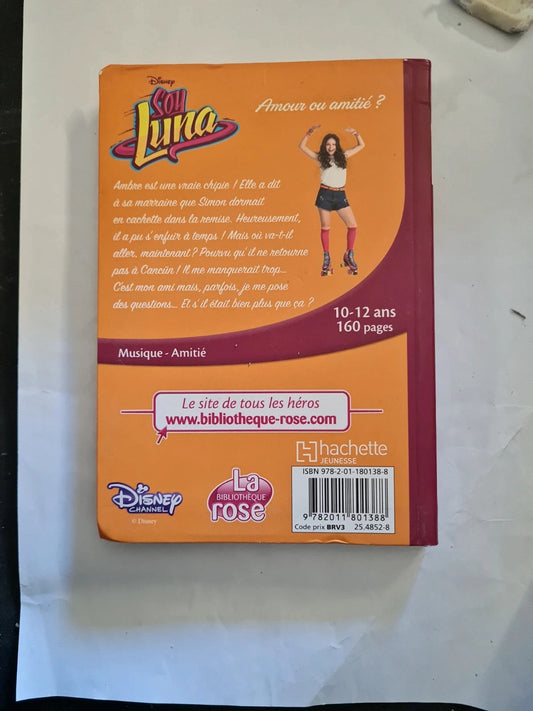 Disney
Soy
Luna
Amour ou amitié ?
Ambre est une vraie chipie ! Elle a dit
à sa marraine que Simon dormait
en cachette dans la remise. Heureusement,
il a pu s'enfuir à temps ! Mais où va-t-il
aller, maintenant ? Pourvu qu'il ne retourne
pas à Cancún ! Il me manquerait trop...
C'est mon ami mais, parfois, je me pose
des questions... Et s'il était bien plus que ça ?
10-12 ans
160 pages
Musique - Amitié
Le site de tous les héros
www.bibliotheque-rose.com
hachette
JEUNESSE
ISBN 978-2-01-180138-8
Disney
CHANNEL
© Disney
La
BIBLIOTHÈQUE
rose
9 782011 801388
Code prix BRV3 25.4852-8